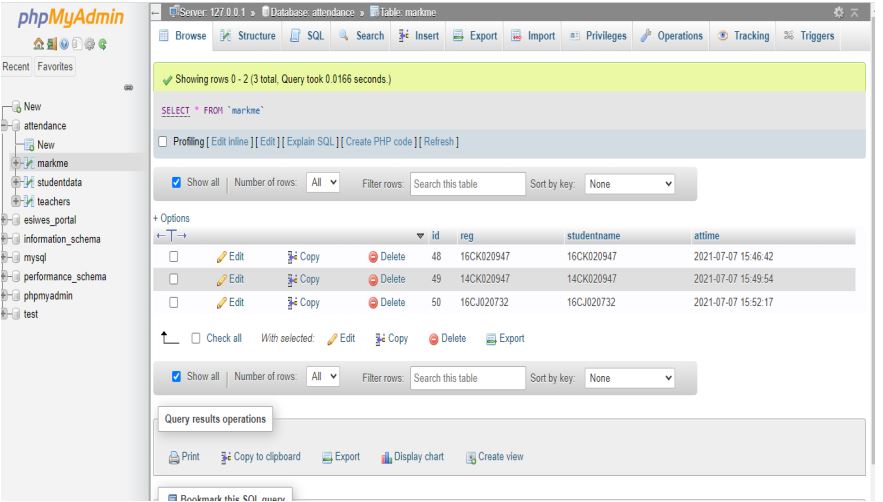 phpMyAdmin
Recent Favorites
New
attendance
New
markme
studentdata
teachers
esiwes_portal
information_schema
mysql
performance_schema
phpmyadmin
test
Server: 127.0.0.1 » Database: attendance » Table: markme
Browse Structure SQL Search Insert Export Import Privileges Operations Tracking Triggers
Showing rows 0 - 2 (3 total, Query took 0.0166 seconds.)
SELECT * FROM `markme`
Profiling [ Edit inline ] [ Edit ] [ Explain SQL ] [ Create PHP code ] [ Refresh ]
Show all | Number of rows: All Filter rows: Search this table Sort by key: None
+ Options
←T→ ▼ id reg studentname attime
Edit Copy Delete 48 16CK020947 16CK020947 2021-07-07 15:46:42
Edit Copy Delete 49 14CK020947 14CK020947 2021-07-07 15:49:54
Edit Copy Delete 50 16CJ020732 16CJ020732 2021-07-07 15:52:17
Check all With selected: Edit Copy Delete Export
Show all | Number of rows: All Filter rows: Search this table Sort by key: None
Query results operations
Print Copy to clipboard Export Display chart Create view
Bookmark this SQL query